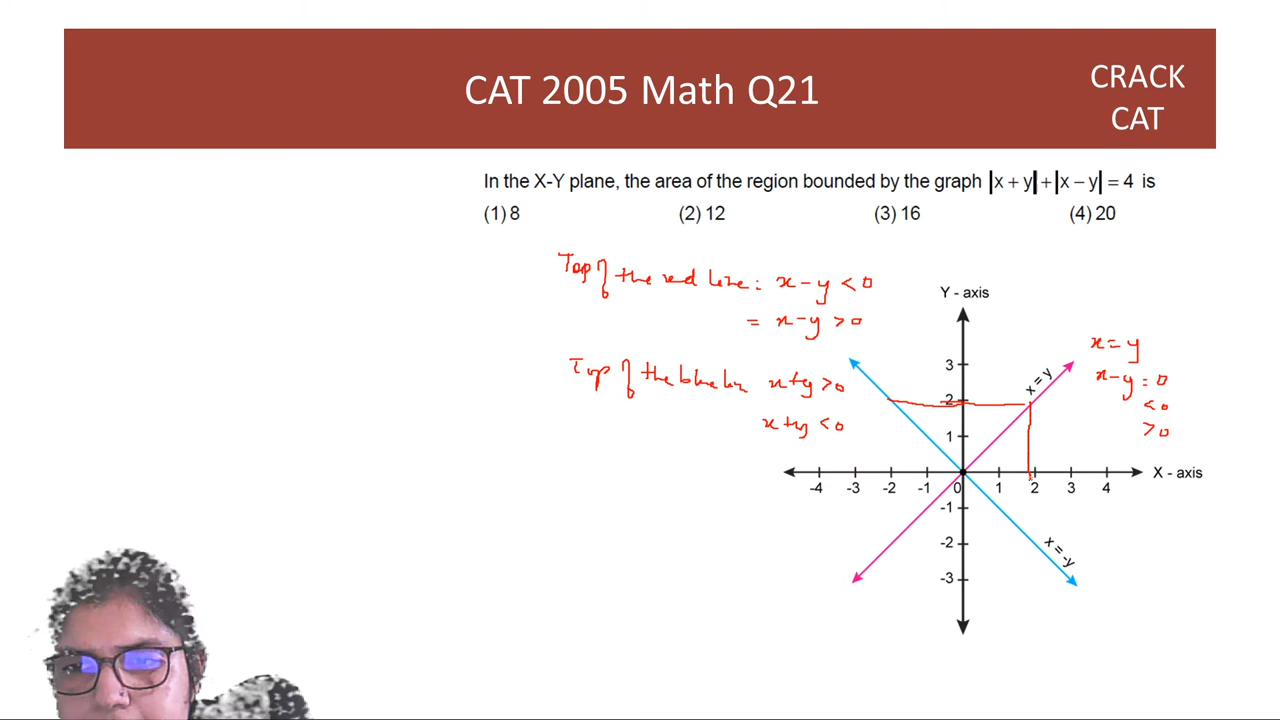 CAT 2005 Math Q21
CRACK
CAT
In the X-Y plane, the area of the region bounded by the graph |x + y| + |x – y| = 4 is
(1) 8 (2) 12 (3) 16 (4) 20
Top of the red line: x - y < 0
= x - y > 0
Top of the blue line x + y > 0
x + y < 0
Y - axis
x = y
x - y = 0
< 0
> 0
x = y
3
2
1
-4 -3 -2 -1 0 1 2 3 4
X - axis
-1
-2
-3
x = -y